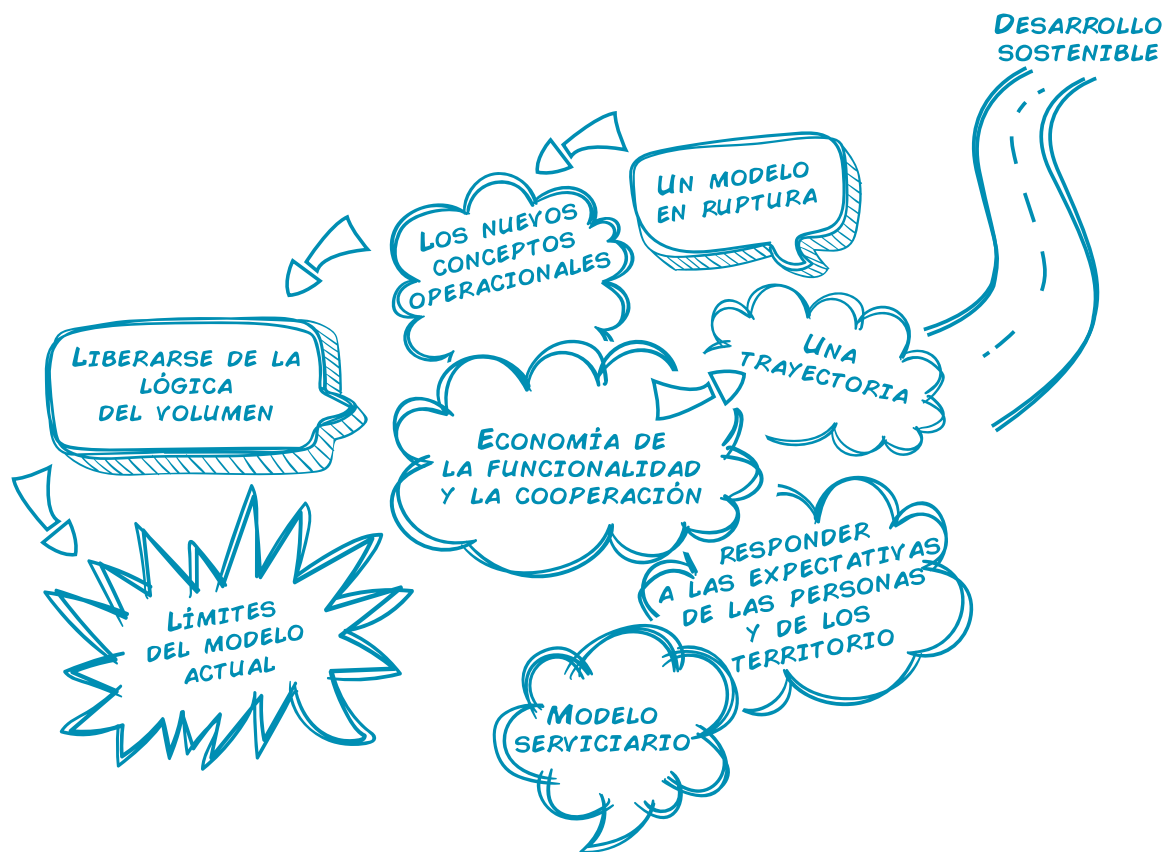 DESARROLLO
SOSTENIBLE
UN MODELO
EN RUPTURA
LOS NUEVOS
CONCEPTOS
OPERACIONALES
UNA
TRAYECTORIA
LIBERARSE DE LA
LÓGICA
DEL VOLUMEN
ECONOMÍA DE
LA FUNCIONALIDAD
Y LA COOPERACIÓN
RESPONDER
A LAS EXPECTATIVAS
DE LAS PERSONAS
Y DE LOS
TERRITORIO
LÍMITES
DEL MODELO
ACTUAL
MODELO
SERVICIARIO